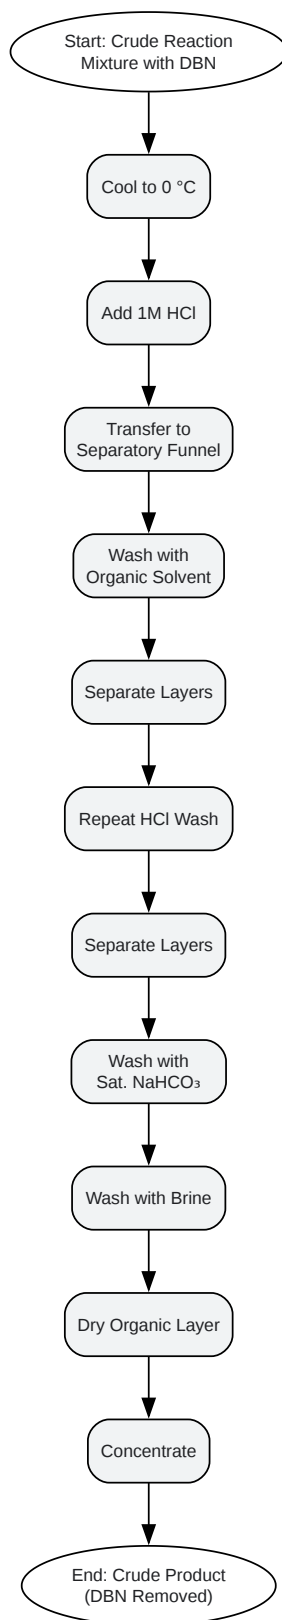 Start: Crude Reaction
Mixture with DBN
Cool to 0 °C
Add 1M HCl
Transfer to
Separatory Funnel
Wash with
Organic Solvent
Separate Layers
Repeat HCl Wash
Separate Layers
Wash with
Sat. NaHCO₃
Wash with Brine
Dry Organic Layer
Concentrate
End: Crude Product
(DBN Removed)